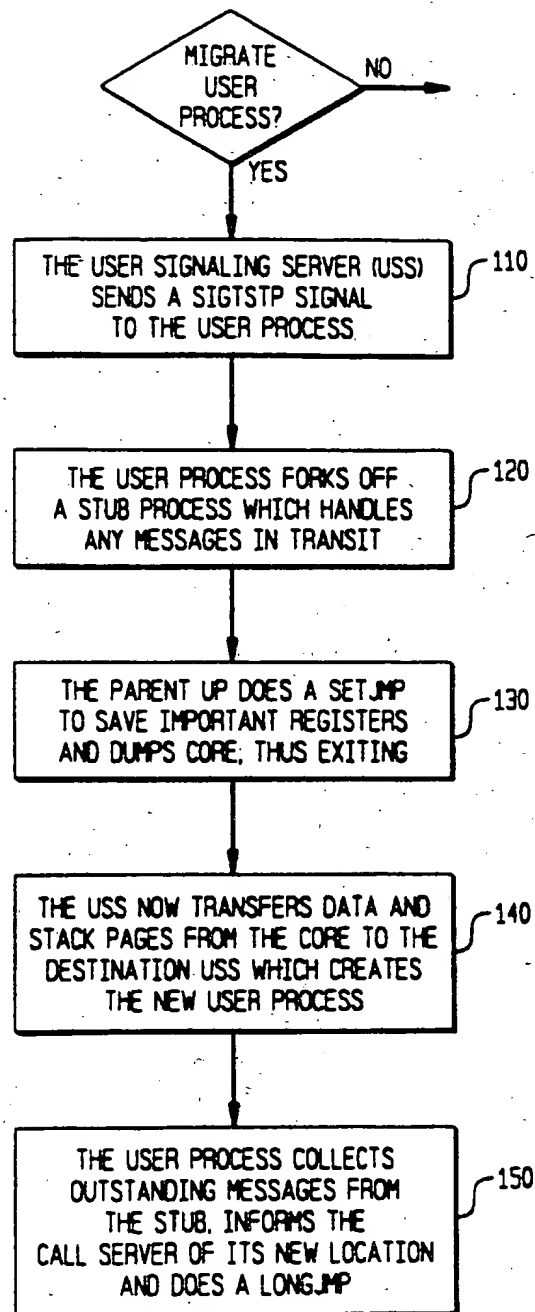 MIGRATE
USER
PROCESS?
NO
YES
THE USER SIGNALING SERVER (USS)
SENDS A SIGTSTP SIGNAL
TO THE USER PROCESS
110
THE USER PROCESS FORKS OFF
A STUB PROCESS WHICH HANDLES
ANY MESSAGES IN TRANSIT
120
THE PARENT UP DOES A SETJMP
TO SAVE IMPORTANT REGISTERS
AND DUMPS CORE, THUS EXITING
130
THE USS NOW TRANSFERS DATA AND
STACK PAGES FROM THE CORE TO THE
DESTINATION USS WHICH CREATES
THE NEW USER PROCESS
140
THE USER PROCESS COLLECTS
OUTSTANDING MESSAGES FROM
THE STUB, INFORMS THE
CALL SERVER OF ITS NEW LOCATION
AND DOES A LONGJMP
150